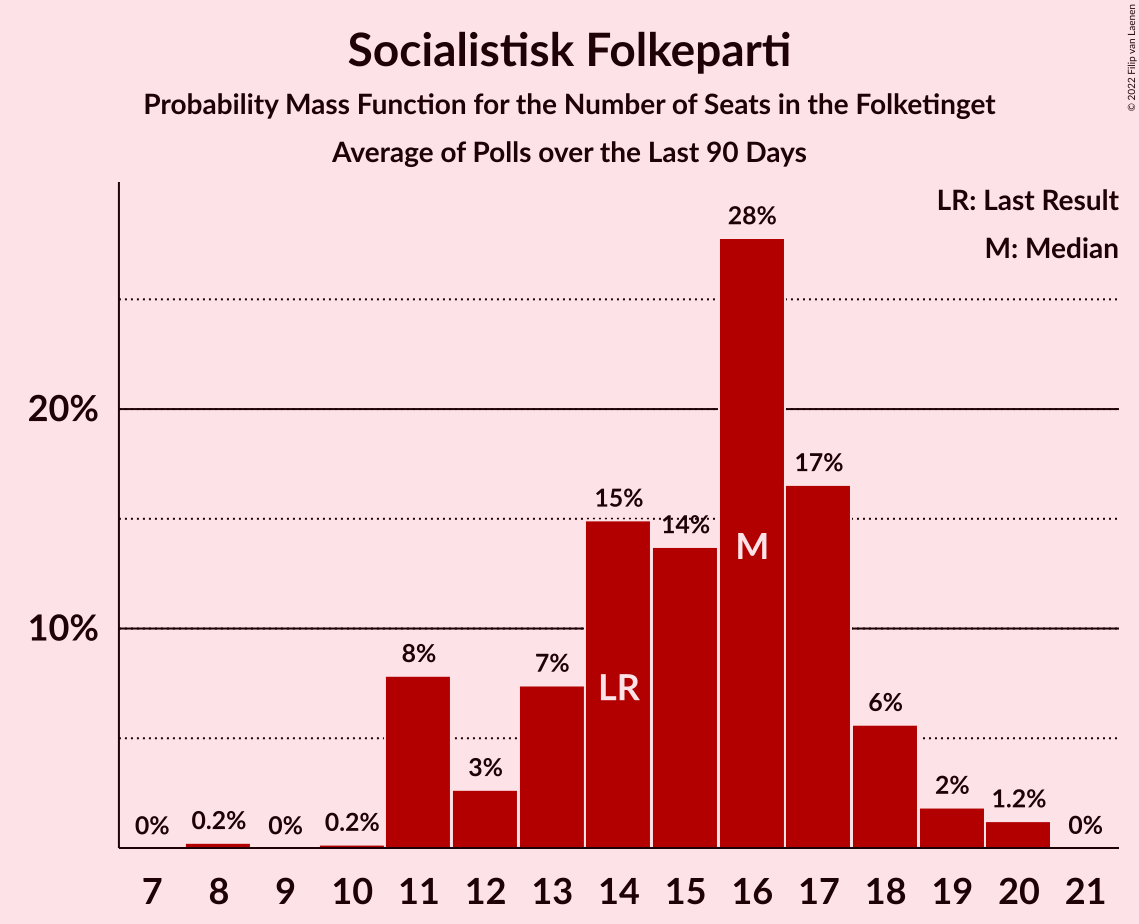 Socialistisk Folkeparti
Probability Mass Function for the Number of Seats in the Folketinget
Average of Polls over the Last 90 Days
© 2022 Filip van Laenen
LR: Last Result
M: Median
28%
20%
17%
15%
14%
M
10%
8%
7%
LR
6%
3%
2%
1.2%
0%
0.2%
0%
0.2%
0%
7 8 9 10 11 12 13 14 15 16 17 18 19 20 21